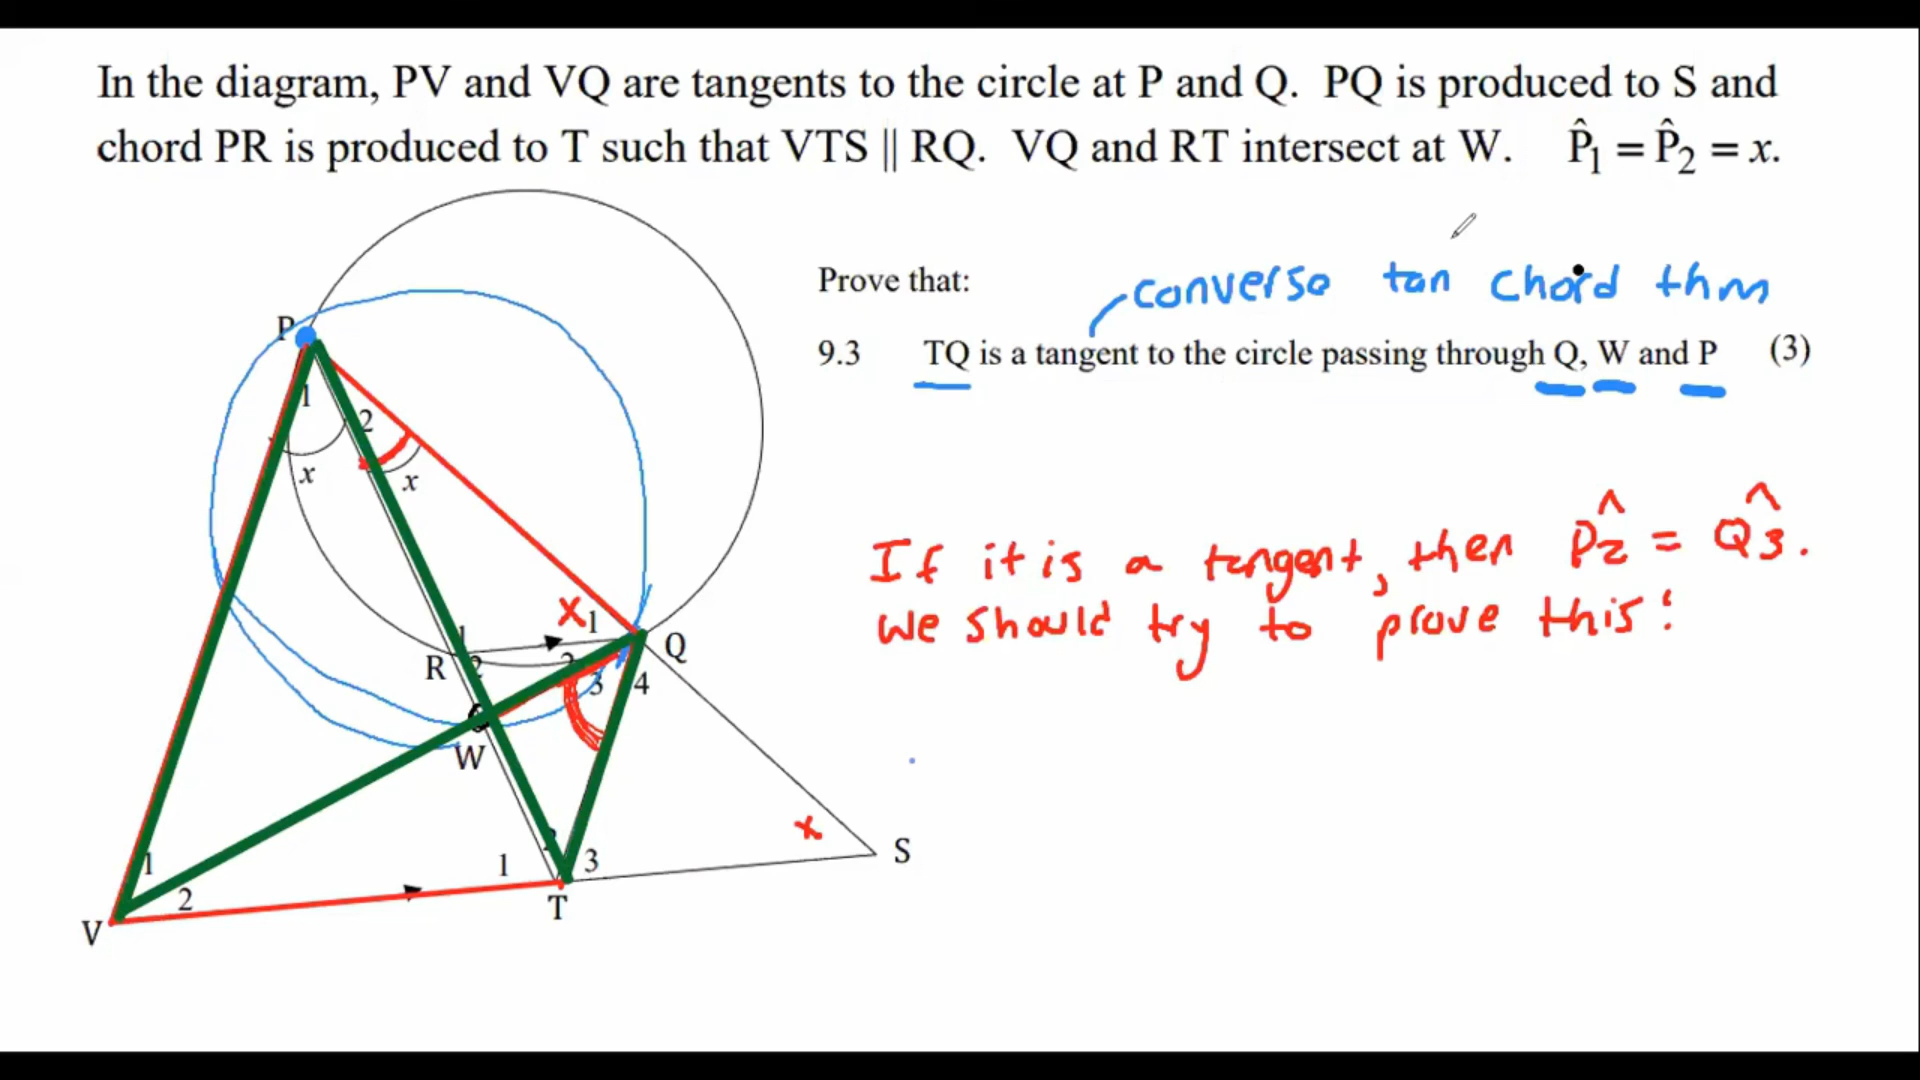 In the diagram, PV and VQ are tangents to the circle at P and Q. PQ is produced to S and
chord PR is produced to T such that VTS || RQ. VQ and RT intersect at W. P̂₁ = P̂₂ = x.
Prove that:
converse tan chord thm
9.3 TQ is a tangent to the circle passing through Q, W and P (3)
If it is a tangent, then P̂2 = Q̂3.
we should try to prove this!
P
1
2
x
x
x 1
1
R
2
2
Q
3
4
W
x
S
1
2
1
2
3
T
V